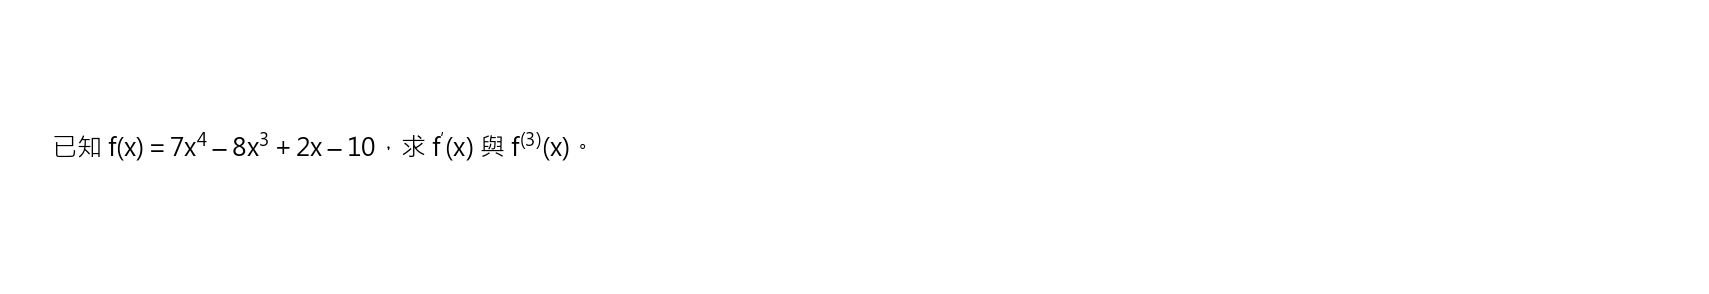 已知 f(x) = 7x⁴ – 8x³ + 2x – 10，求 f′(x) 與 f⁽³⁾(x)。